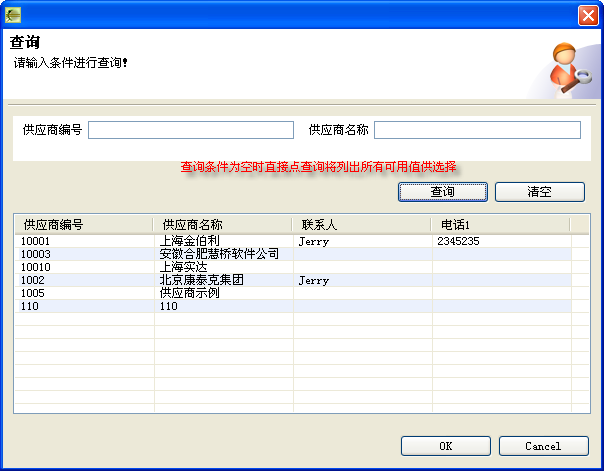 查询
请输入条件进行查询!
供应商编号 供应商名称
查询条件为空时直接点查询将列出所有可用值供选择
查询 清空
供应商编号 供应商名称 联系人 电话1
10001 上海金伯利 Jerry 2345235
10003 安徽合肥慧桥软件公司
10010 上海实达
1002 北京康泰克集团 Jerry
1005 供应商示例
110 110
OK Cancel